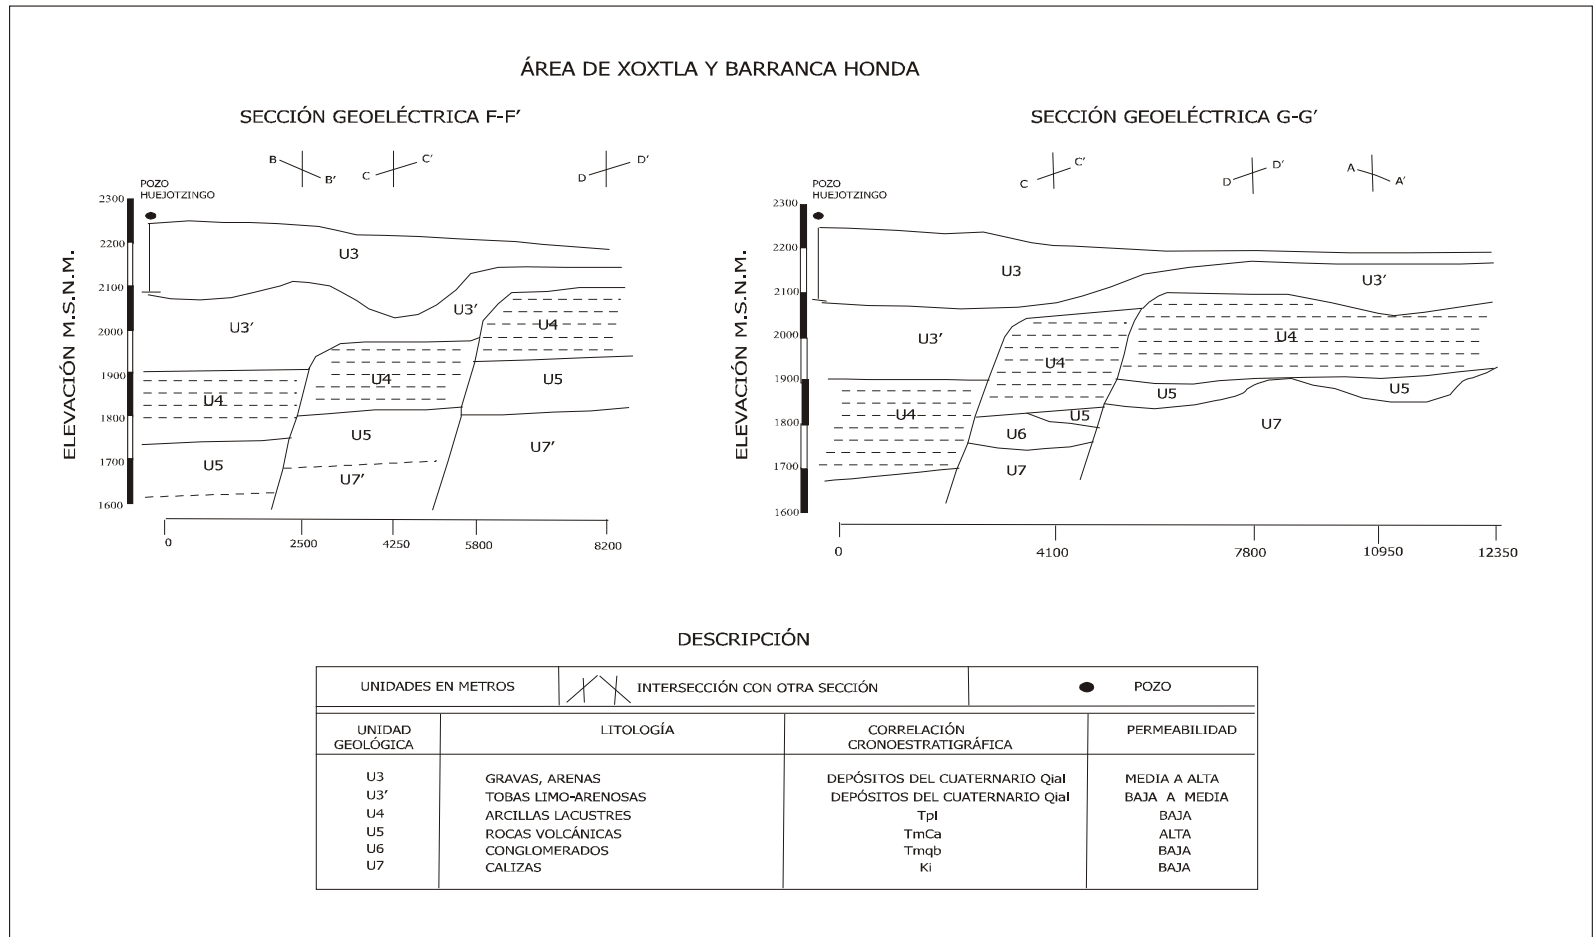 ÁREA DE XOXTLA Y BARRANCA HONDA
SECCIÓN GEOELÉCTRICA F-F'
B
B'
C
C'
D
D'
POZO
HUEJOTZINGO
ELEVACIÓN M.S.N.M.
2300
2200
2100
2000
1900
1800
1700
1600
U3
U3'
U3'
U4
U4
U4
U5
U5
U5
U7'
U7'
0
2500
4250
5800
8200
SECCIÓN GEOELÉCTRICA G-G'
C
C'
D
D'
A
A'
POZO
HUEJOTZINGO
ELEVACIÓN M.S.N.M.
2300
2200
2100
2000
1900
1800
1700
1600
U3
U3'
U3'
U4
U4
U4
U5
U5
U5
U6
U7
U7
0
4100
7800
10950
12350
DESCRIPCIÓN
UNIDADES EN METROS
INTERSECCIÓN CON OTRA SECCIÓN
POZO
UNIDAD GEOLÓGICA
LITOLOGÍA
CORRELACIÓN CRONOESTRATIGRÁFICA
PERMEABILIDAD
U3 GRAVAS, ARENAS DEPÓSITOS DEL CUATERNARIO Qial MEDIA A ALTA
U3' TOBAS LIMO-ARENOSAS DEPÓSITOS DEL CUATERNARIO Qial BAJA A MEDIA
U4 ARCILLAS LACUSTRES Tpl BAJA
U5 ROCAS VOLCÁNICAS TmCa ALTA
U6 CONGLOMERADOS Tmqb BAJA
U7 CALIZAS Ki BAJA